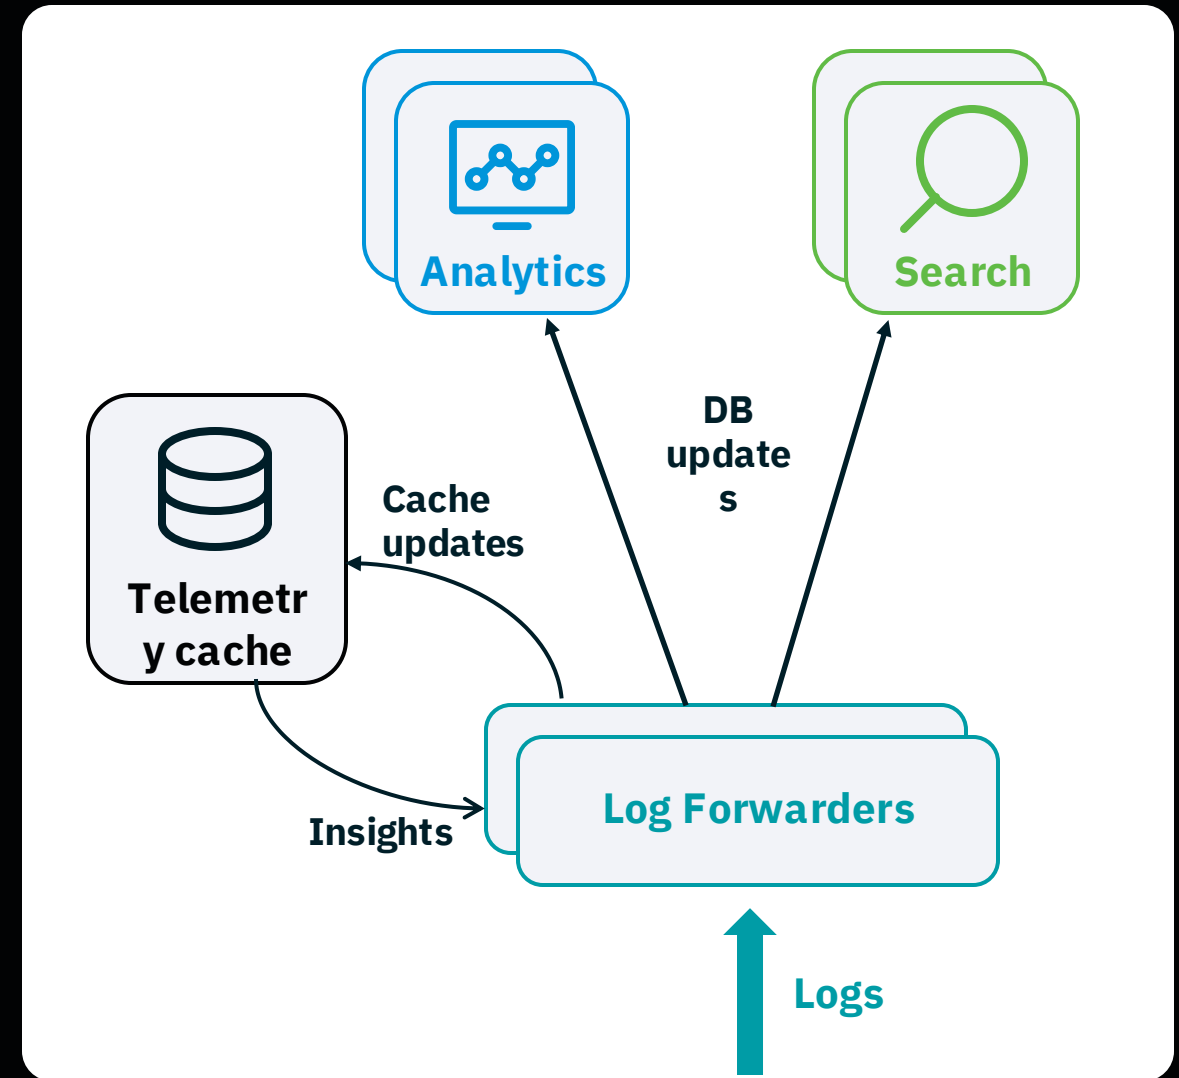 Analytics
Search
DB
update
s
Cache
updates
Telemetr
y cache
Insights
Log Forwarders
Logs